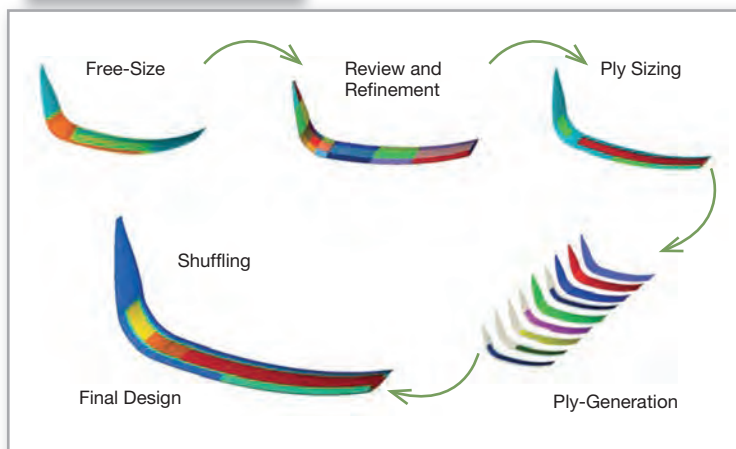 Free-Size
Review and
Refinement
Ply Sizing
Ply-Generation
Shuffling
Final Design